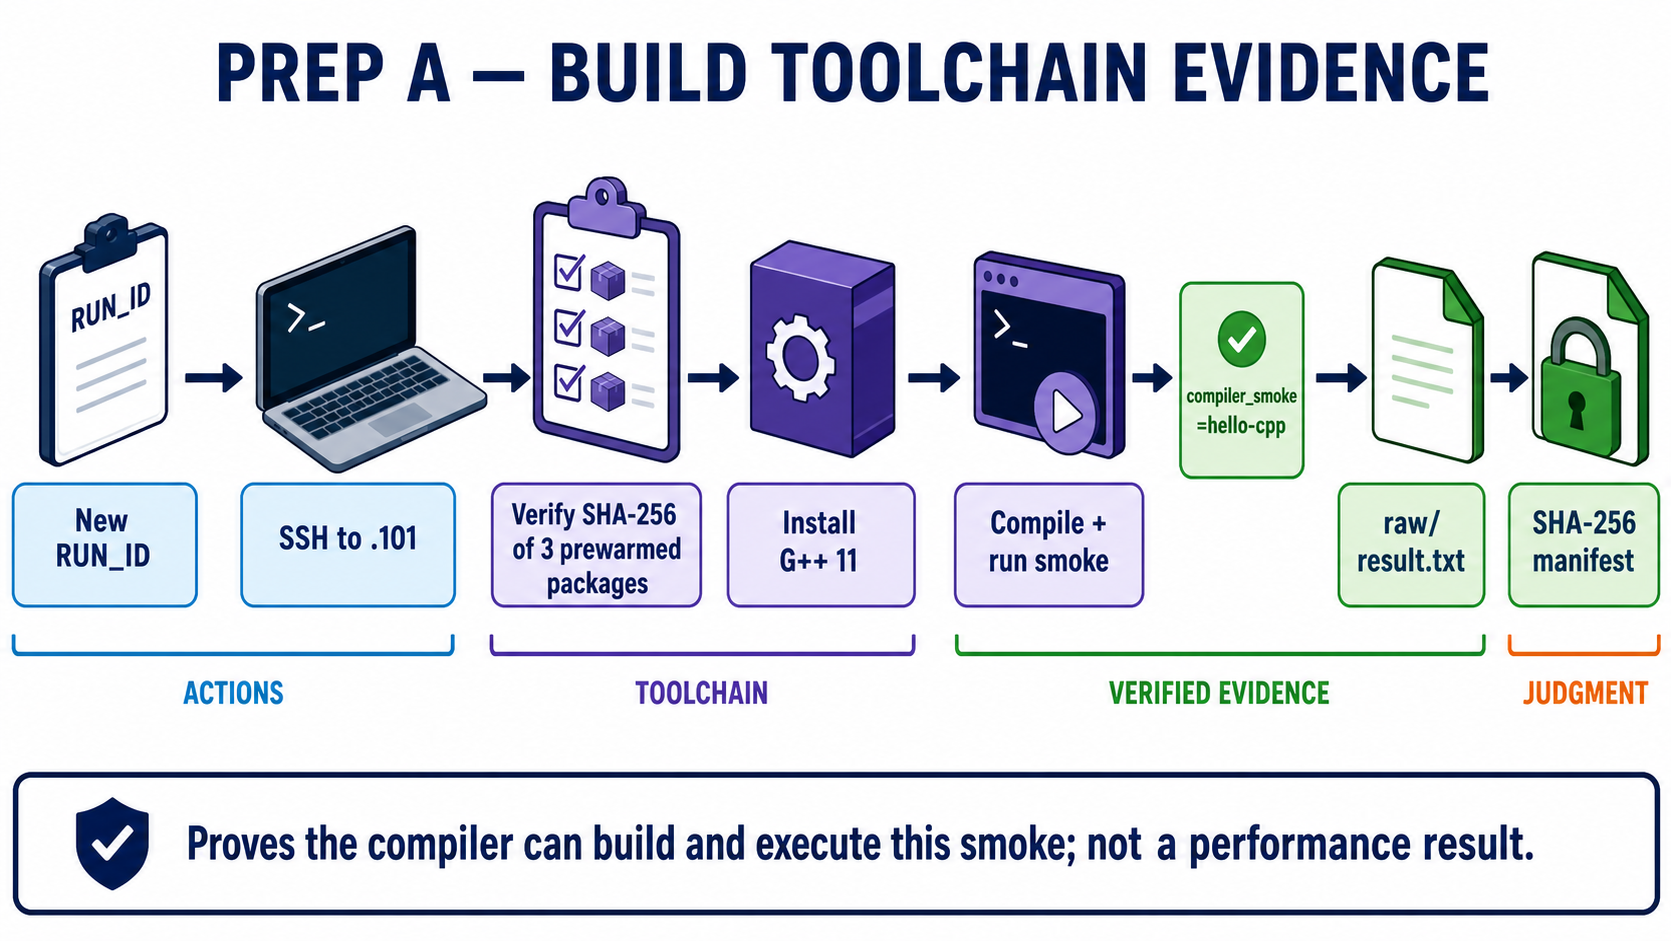 PREP A — BUILD TOOLCHAIN EVIDENCE
RUN_ID
>_
>_
compiler_smoke
=hello-cpp
New
RUN_ID
SSH to .101
Verify SHA-256
of 3 prewarmed
packages
Install
G++ 11
Compile +
run smoke
raw/
result.txt
SHA-256
manifest
ACTIONS
TOOLCHAIN
VERIFIED EVIDENCE
JUDGMENT
Proves the compiler can build and execute this smoke; not a performance result.